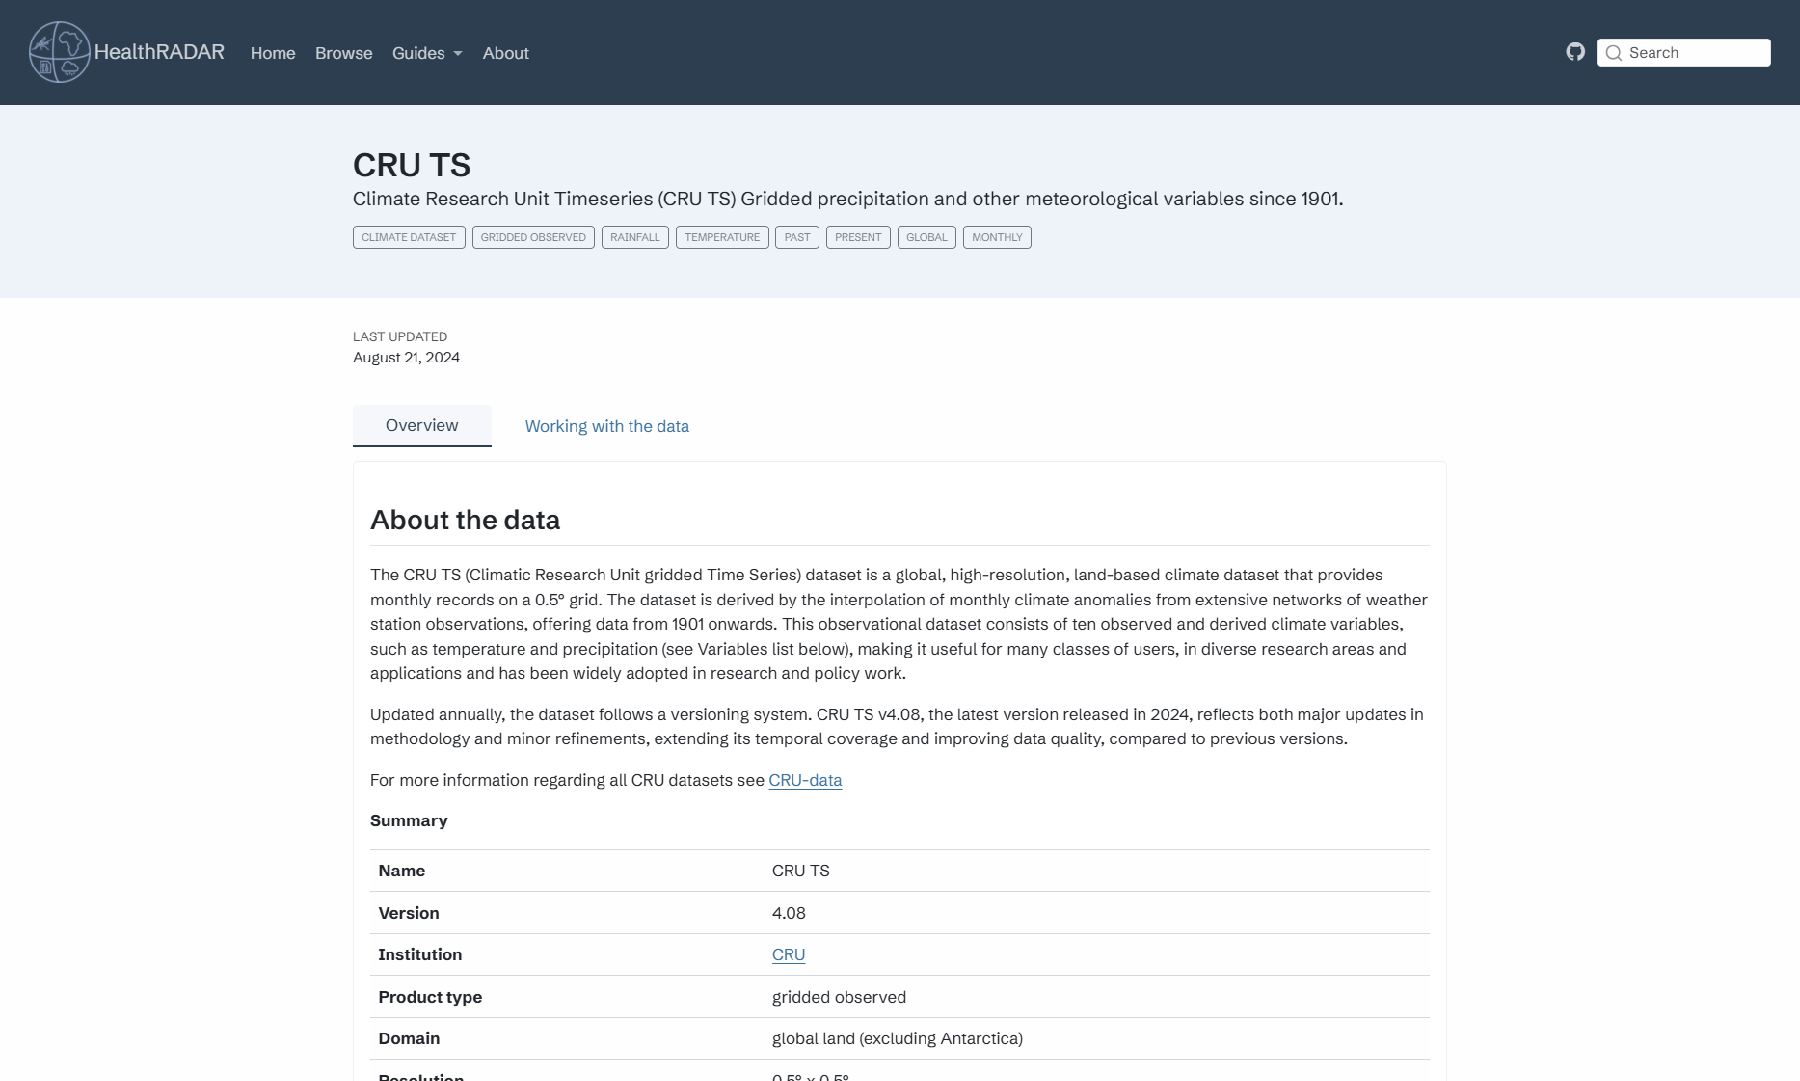 HealthRADAR Home Browse Guides About Search
CRU TS
Climate Research Unit Timeseries (CRU TS) Gridded precipitation and other meteorological variables since 1901.
CLIMATE DATASET GRIDDED OBSERVED RAINFALL TEMPERATURE PAST PRESENT GLOBAL MONTHLY
LAST UPDATED
August 21, 2024
Overview Working with the data
About the data
The CRU TS (Climatic Research Unit gridded Time Series) dataset is a global, high-resolution, land-based climate dataset that provides
monthly records on a 0.5° grid. The dataset is derived by the interpolation of monthly climate anomalies from extensive networks of weather
station observations, offering data from 1901 onwards. This observational dataset consists of ten observed and derived climate variables,
such as temperature and precipitation (see Variables list below), making it useful for many classes of users, in diverse research areas and
applications and has been widely adopted in research and policy work.
Updated annually, the dataset follows a versioning system. CRU TS v4.08, the latest version released in 2024, reflects both major updates in
methodology and minor refinements, extending its temporal coverage and improving data quality, compared to previous versions.
For more information regarding all CRU datasets see CRU-data
Summary
Name CRU TS
Version 4.08
Institution CRU
Product type gridded observed
Domain global land (excluding Antarctica)
Resolution 0.5° x 0.5°